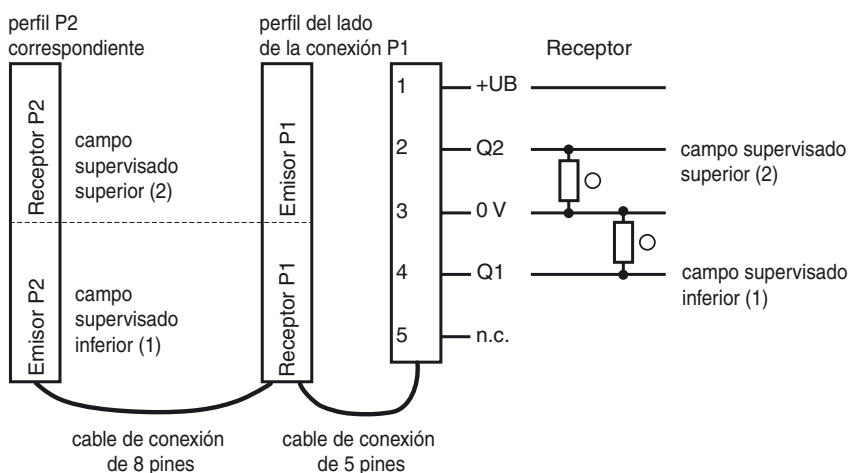 perfil P2
correspondiente
perfil del lado
de la conexión P1
Receptor
Receptor P2
campo
supervisado
superior (2)
Emisor P2
campo
supervisado
inferior (1)
Emisor P1
Receptor P1
1
+UB
2
Q2
3
0 V
4
Q1
5
n.c.
campo supervisado
superior (2)
campo supervisado
inferior (1)
cable de conexión
de 8 pines
cable de conexión
de 5 pines